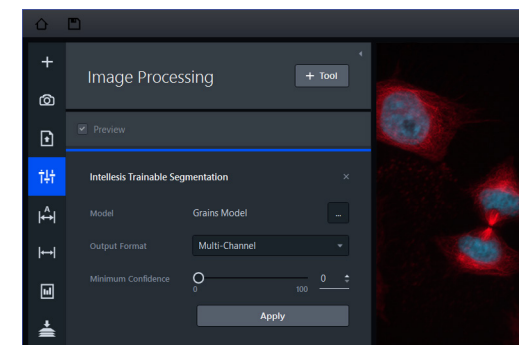 Image Processing
+ Tool
Preview
Intellesis Trainable Segmentation
Model Grains Model ...
Output Format Multi-Channel
Minimum Confidence 0
0 100
Apply
A